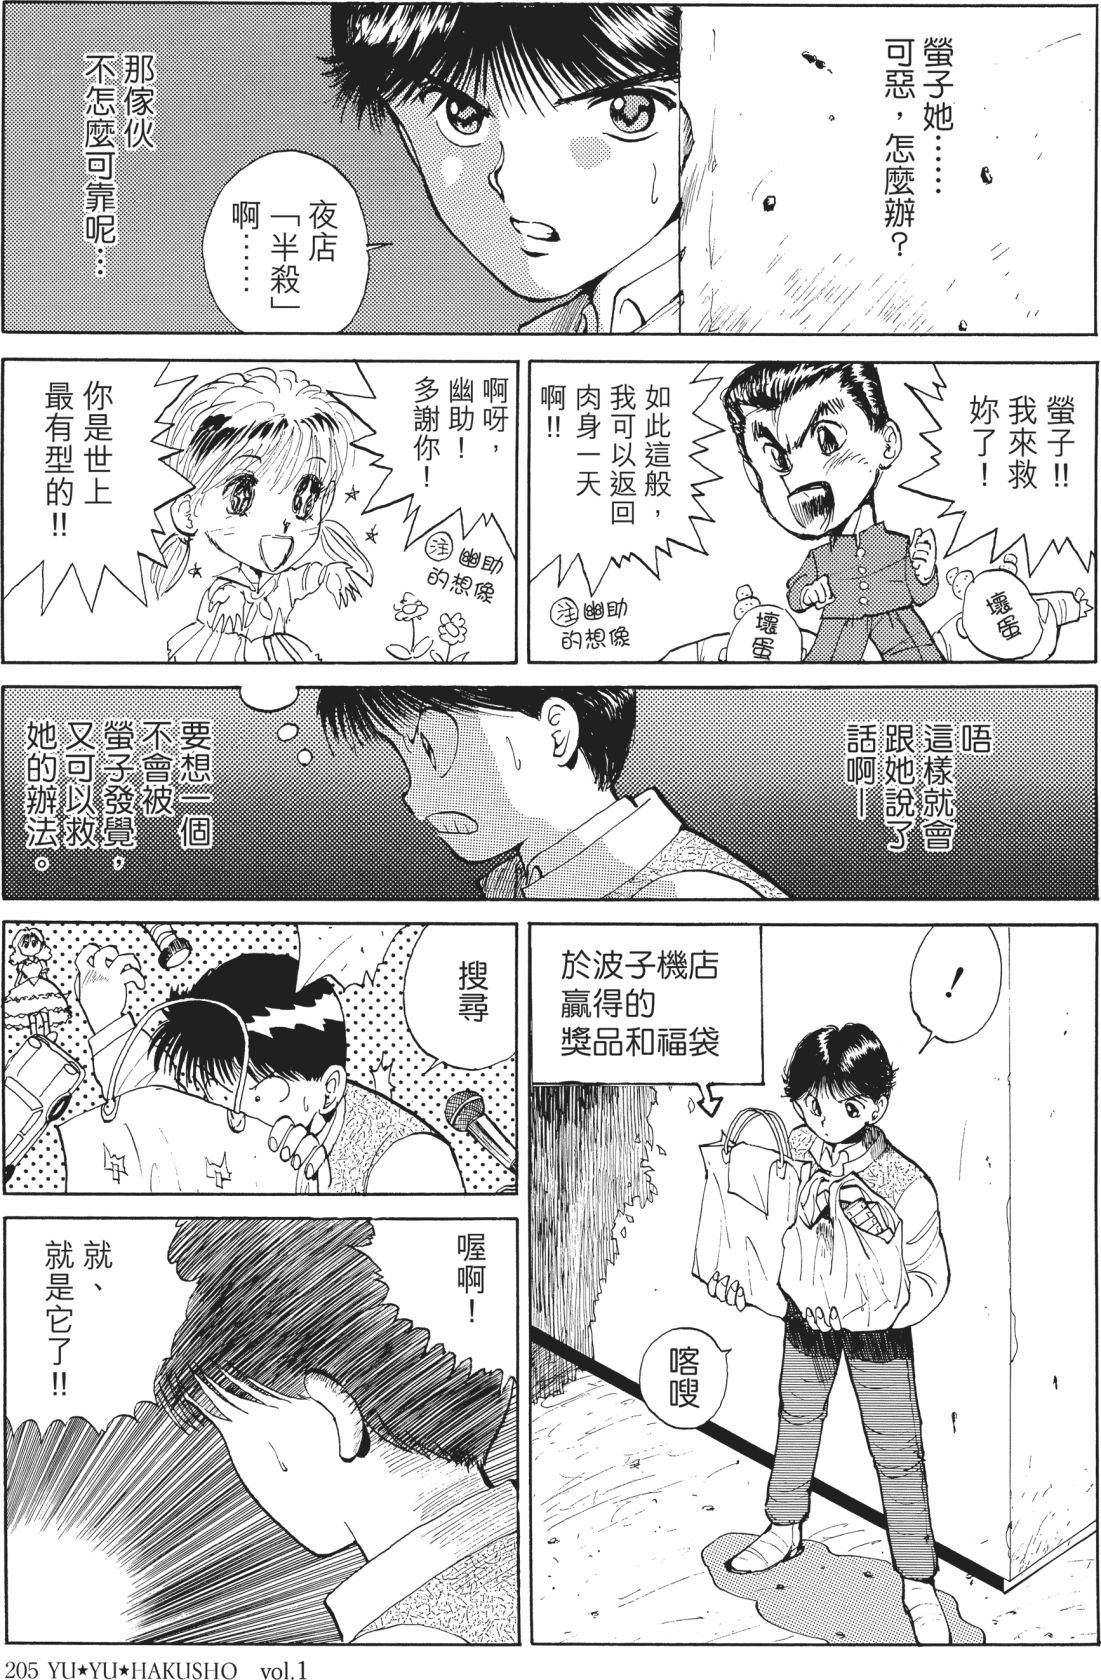 螢子她……
可惡，怎麼辦？
夜店
「半殺」
啊……
那傢伙
不怎麼可靠呢…
螢子!!
我來救
妳了！
如此這般，
我可以返回
肉身一天
啊!!
壞蛋
壞蛋
注 幽助
的想像
啊呀，
幽助！
多謝你！
你是世上
最有型的!!
注 幽助
的想像
唔
這樣就會
跟她說了
話啊—
要想一個
不會被
螢子發覺，
又可以救
她的辦法。
！
於波子機店
贏得的
獎品和福袋
喀嗖
搜尋
喔啊！
就、
就是它了!!
205 YU★YU★HAKUSHO vol.1